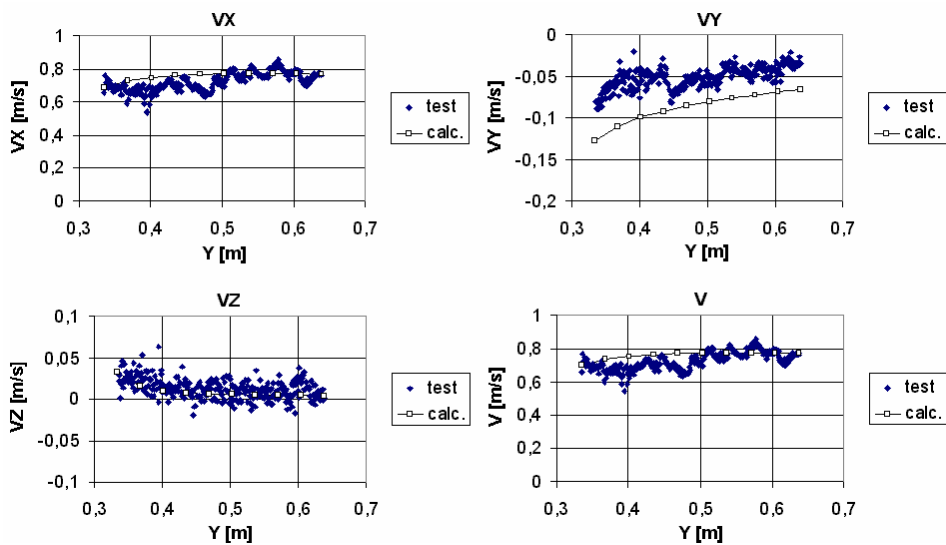 VX
1
0,8
0,6
0,4
0,2
0
VX [m/s]
0,3 0,4 0,5 0,6 0,7
Y [m]
test
calc.
VY
0
-0,05
-0,1
-0,15
-0,2
VY [m/s]
0,3 0,4 0,5 0,6 0,7
Y [m]
test
calc.
VZ
0,1
0,05
0
-0,05
-0,1
VZ [m/s]
0,3 0,4 0,5 0,6 0,7
Y [m]
test
calc.
V
1
0,8
0,6
0,4
0,2
0
V [m/s]
0,3 0,4 0,5 0,6 0,7
Y [m]
test
calc.